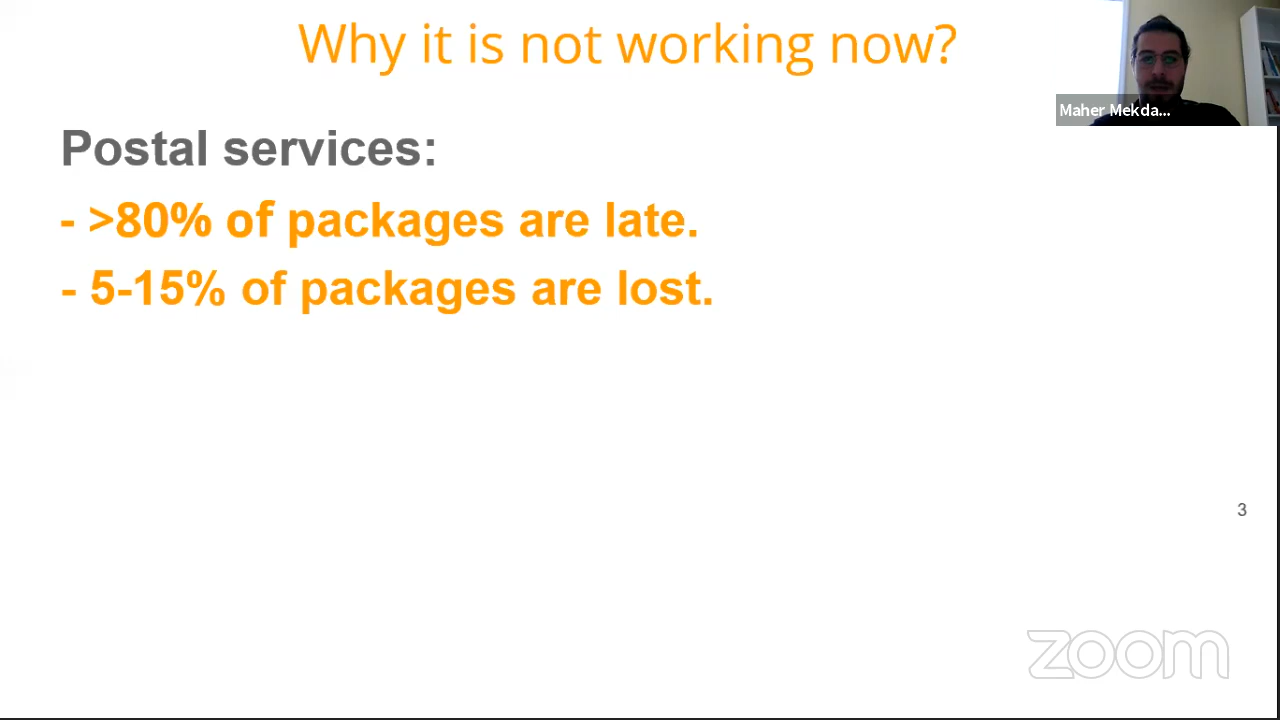 Why it is not working now?
Maher Mekda...
Postal services:
- >80% of packages are late.
- 5-15% of packages are lost.
3
zoom